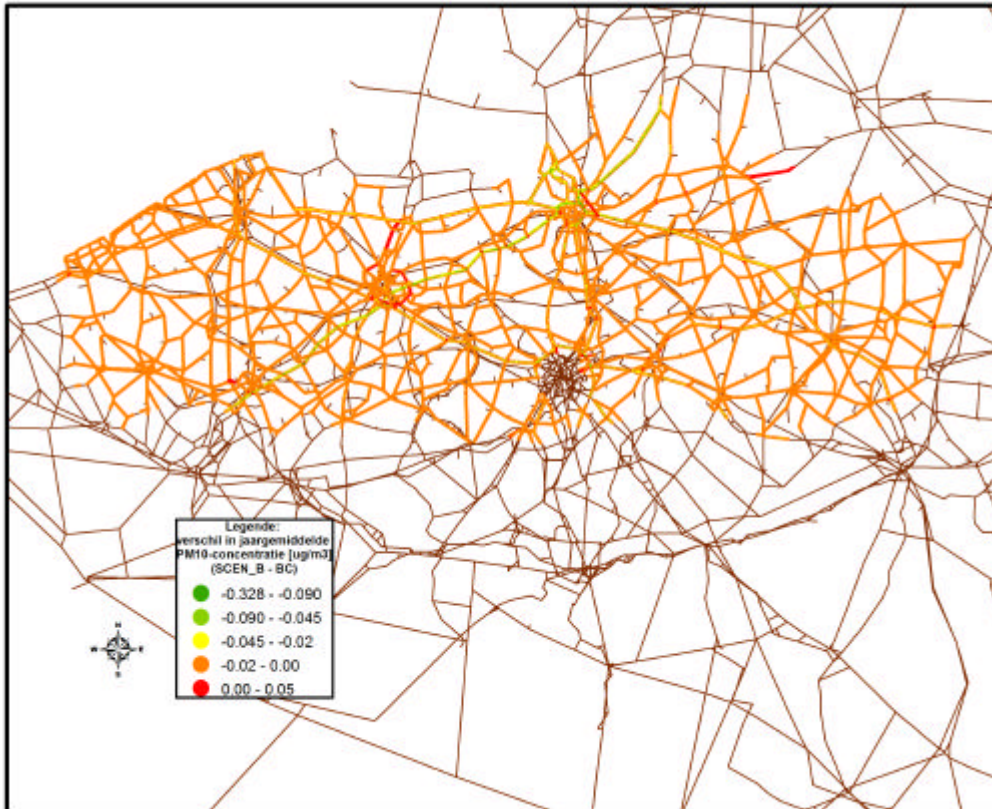 Legende:
verschil in jaargemiddelde
PM10-concentratie [ug/m3]
(SCEN_B - BC)
-0.328 - -0.090
-0.090 - -0.045
-0.045 - -0.02
-0.02 - 0.00
0.00 - 0.05
N
W E
S